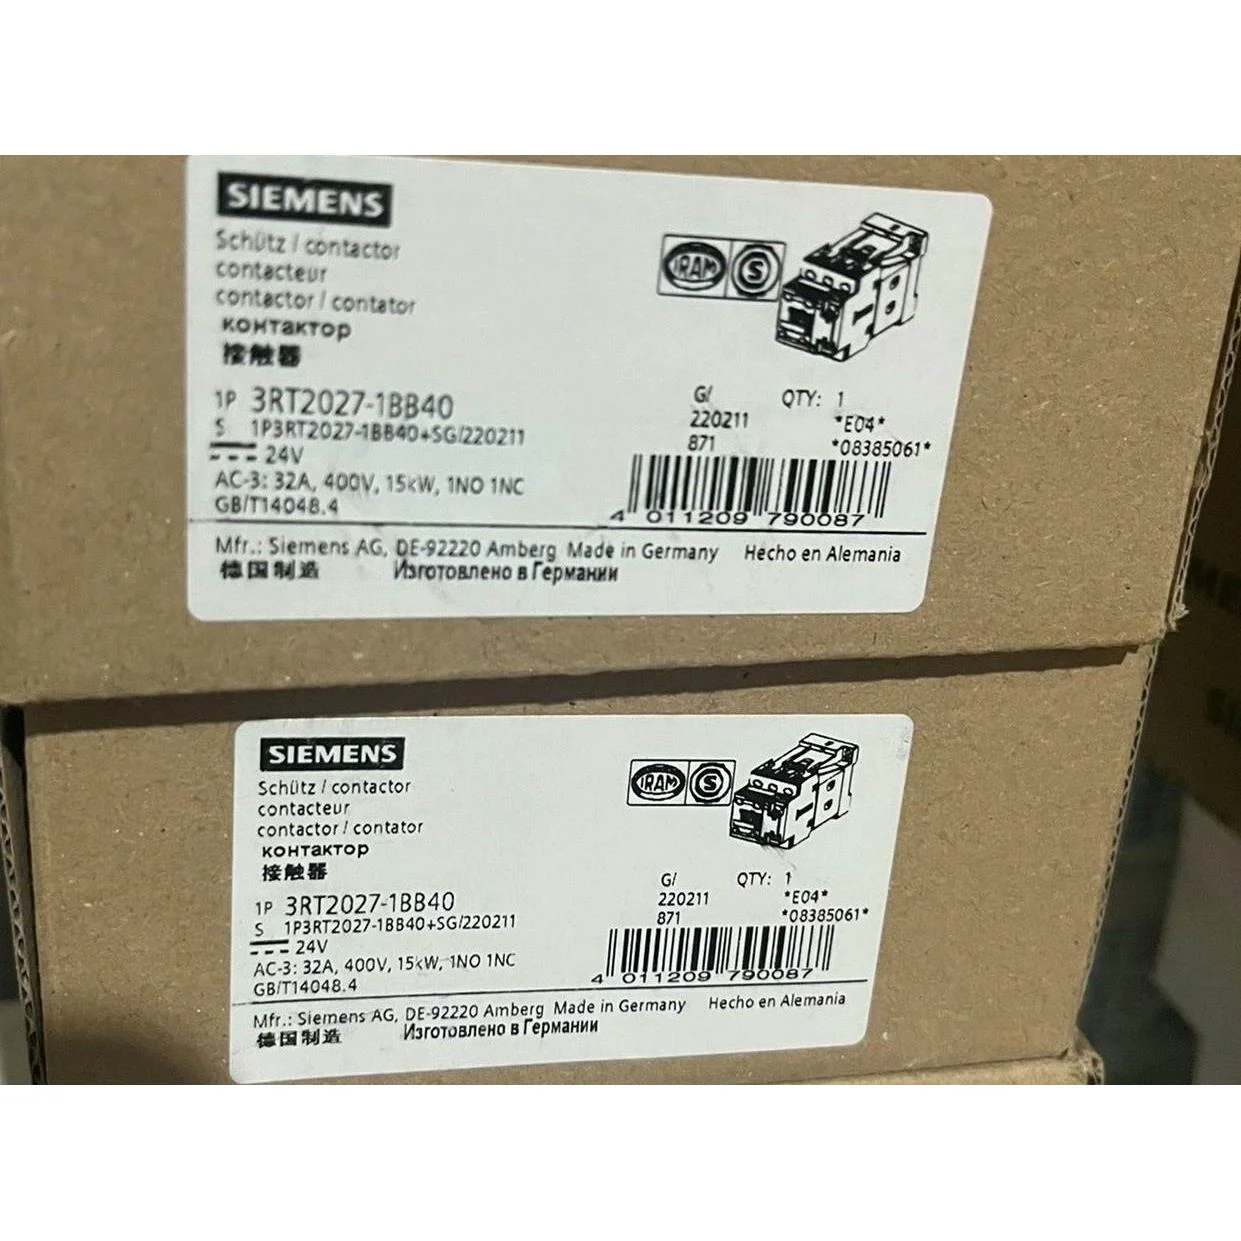 SIEMENS
Schütz / contactor
contacteur
contactor / contator
контактор
接触器
IRAM S
1P 3RT2027-1BB40
S 1P3RT2027-1BB40+SG/220211
24V
AC-3: 32A, 400V, 15kW, 1NO 1NC
GB/T14048.4
G/ QTY: 1
220211 *E04*
871 *08385061*
4 011209 790087
Mfr.: Siemens AG, DE-92220 Amberg Made in Germany Hecho en Alemania
德国制造 Изготовлено в Германии
SIEMENS
Schütz / contactor
contacteur
contactor / contator
контактор
接触器
IRAM S
1P 3RT2027-1BB40
S 1P3RT2027-1BB40+SG/220211
24V
AC-3: 32A, 400V, 15kW, 1NO 1NC
GB/T14048.4
G/ QTY: 1
220211 *E04*
871 *08385061*
4 011209 790087
Mfr.: Siemens AG, DE-92220 Amberg Made in Germany Hecho en Alemania
德国制造 Изготовлено в Германии